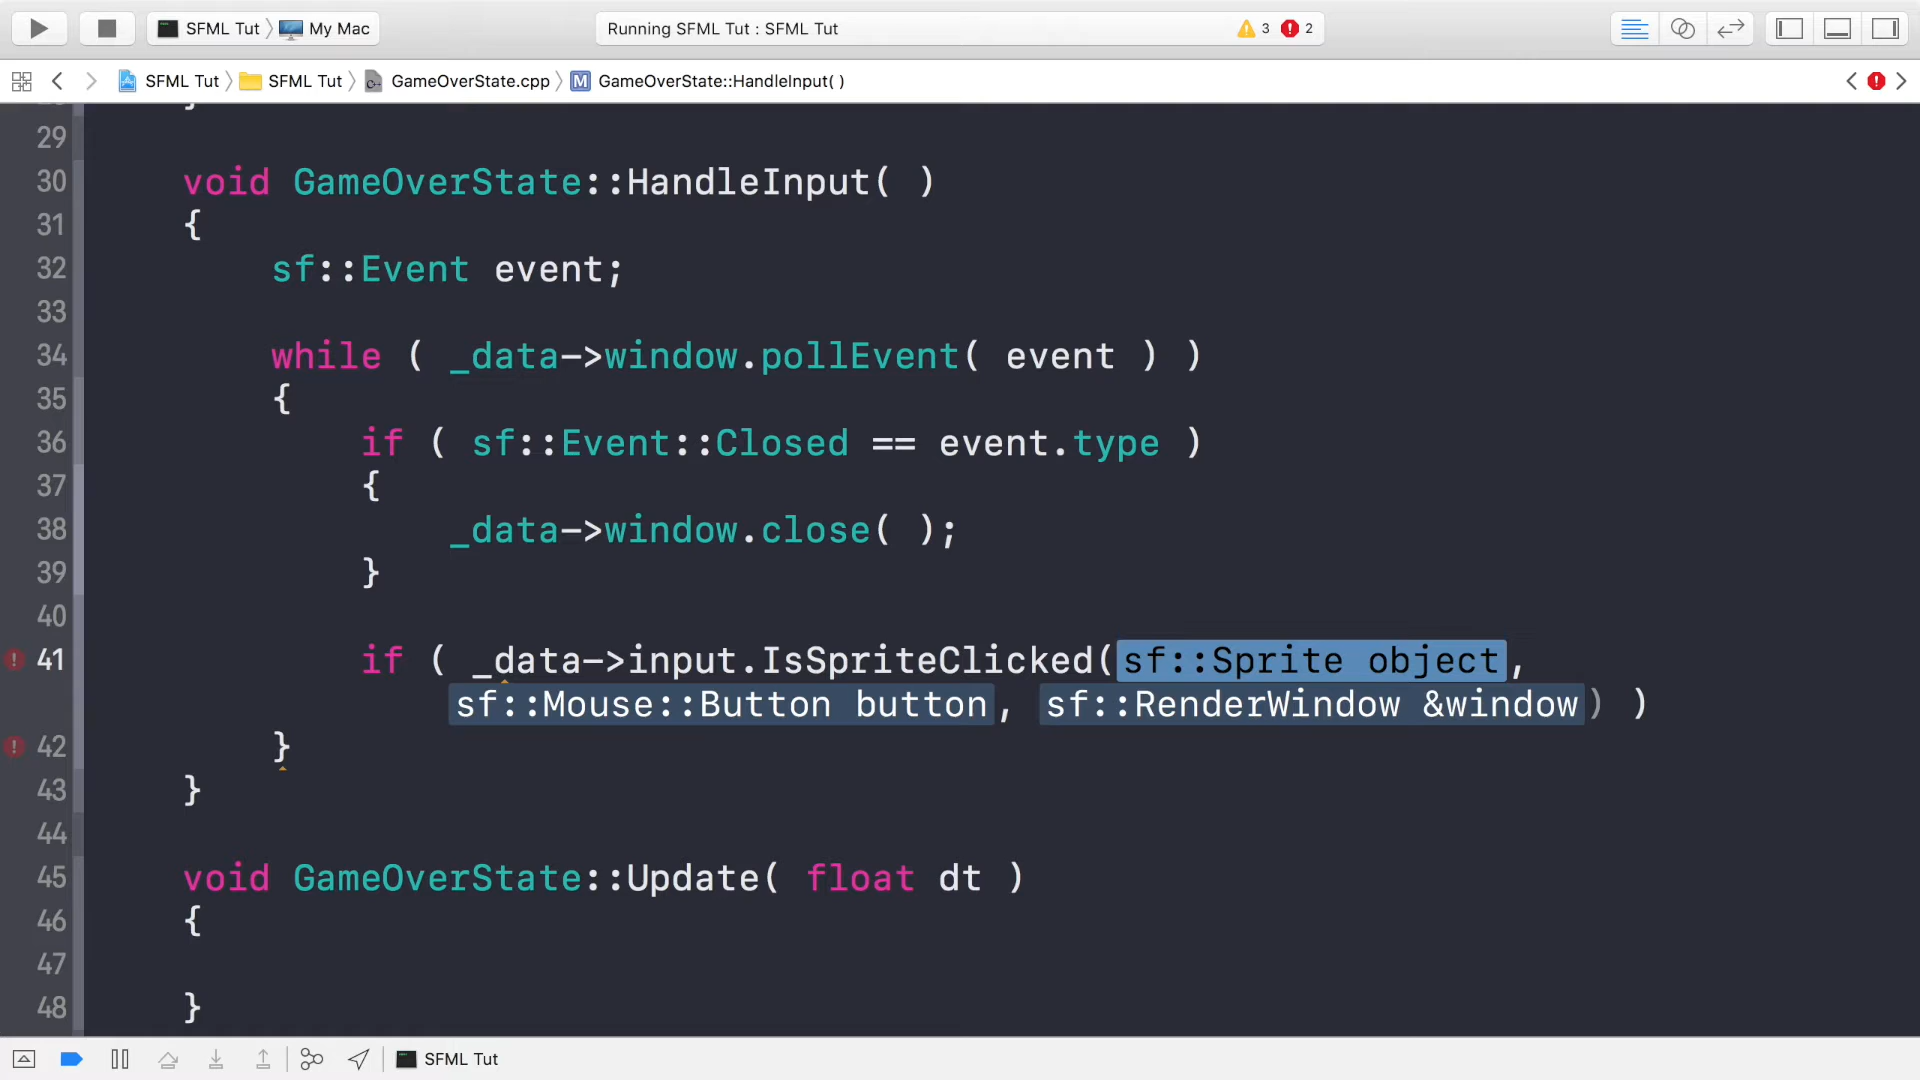 SFML Tut My Mac Running SFML Tut : SFML Tut 3 2
SFML Tut SFML Tut GameOverState.cpp M GameOverState::HandleInput( )
}
29
30 void GameOverState::HandleInput( )
31 {
32 sf::Event event;
33
34 while ( _data->window.pollEvent( event ) )
35 {
36 if ( sf::Event::Closed == event.type )
37 {
38 _data->window.close( );
39 }
40
41 if ( _data->input.IsSpriteClicked(sf::Sprite object,
sf::Mouse::Button button, sf::RenderWindow &window) )
42 }
43 }
44
45 void GameOverState::Update( float dt )
46 {
47
48 }
SFML Tut